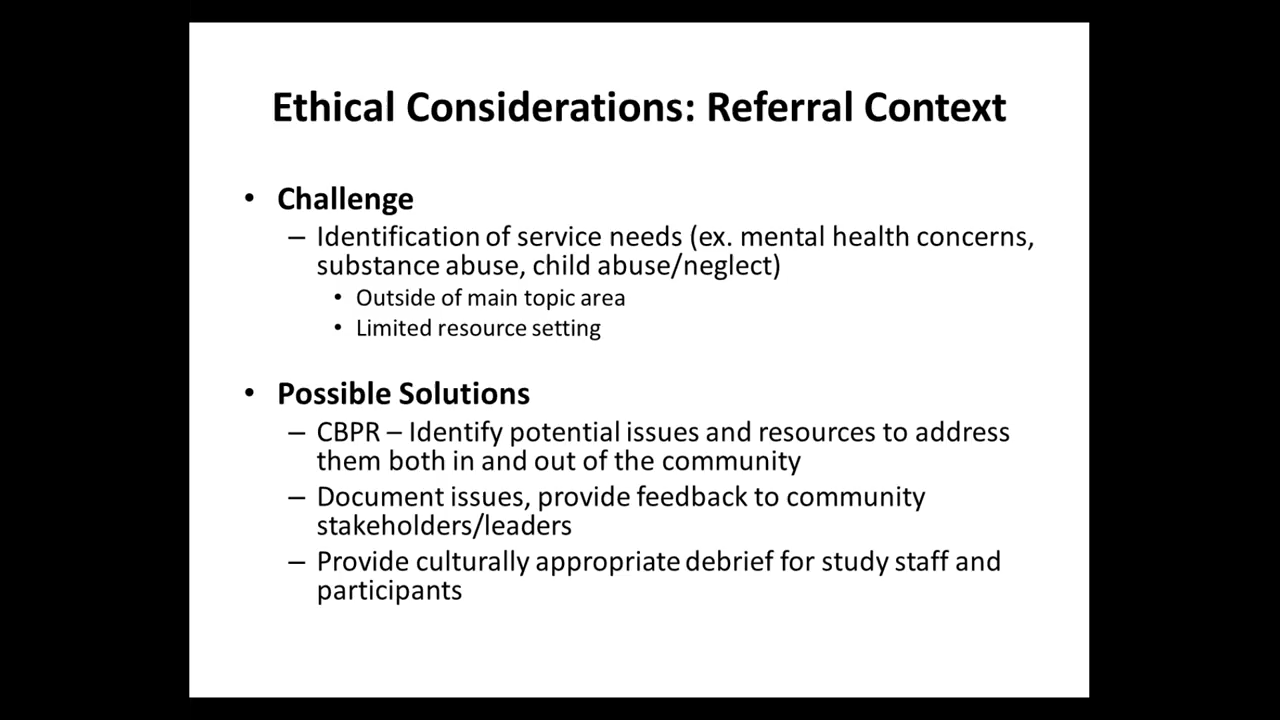 Ethical Considerations: Referral Context
• Challenge
– Identification of service needs (ex. mental health concerns,
substance abuse, child abuse/neglect)
• Outside of main topic area
• Limited resource setting
• Possible Solutions
– CBPR – Identify potential issues and resources to address
them both in and out of the community
– Document issues, provide feedback to community
stakeholders/leaders
– Provide culturally appropriate debrief for study staff and
participants